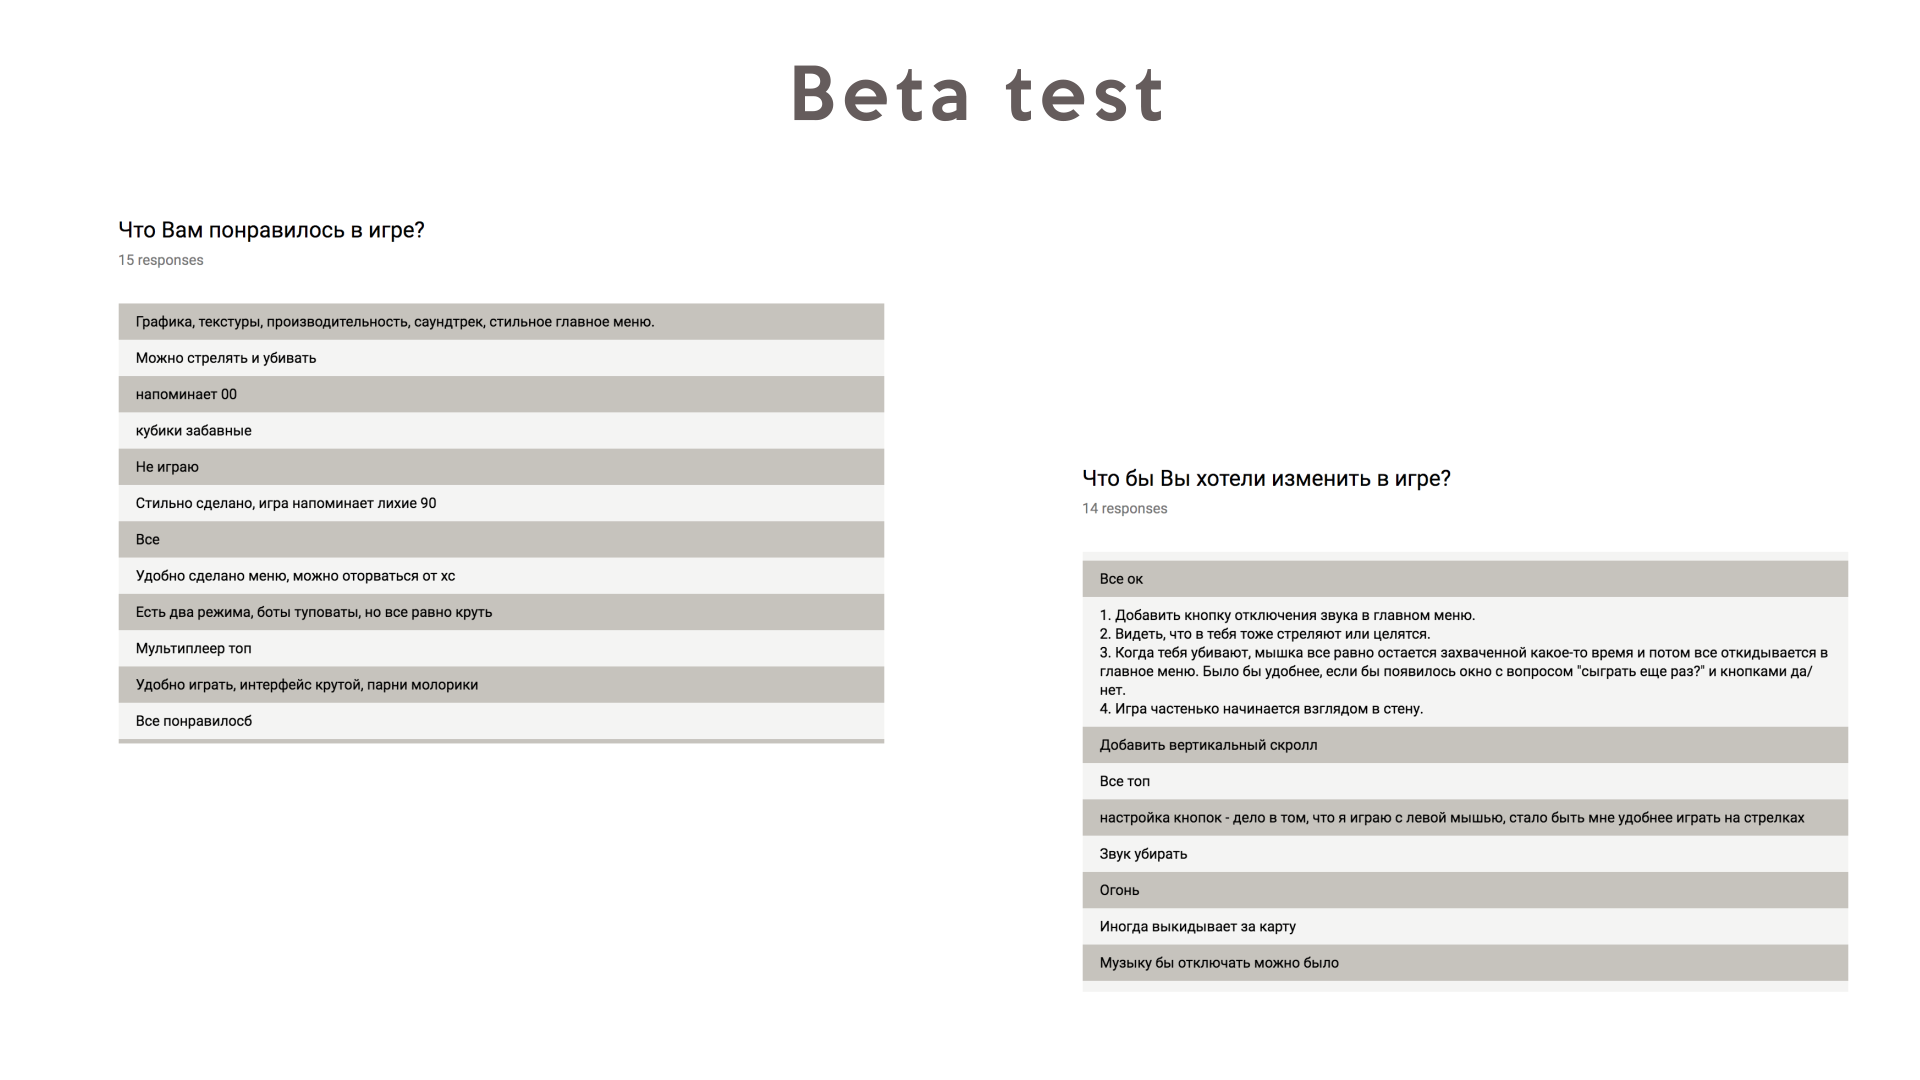 Beta test
Что Вам понравилось в игре?
15 responses
Графика, текстуры, производительность, саундтрек, стильное главное меню.
Можно стрелять и убивать
напоминает 00
кубики забавные
Не играю
Стильно сделано, игра напоминает лихие 90
Все
Удобно сделано меню, можно оторваться от хс
Есть два режима, боты туповаты, но все равно круть
Мультиплеер топ
Удобно играть, интерфейс крутой, парни молорики
Все понравилосб
Что бы Вы хотели изменить в игре?
14 responses
Все ок
1. Добавить кнопку отключения звука в главном меню.
2. Видеть, что в тебя тоже стреляют или целятся.
3. Когда тебя убивают, мышка все равно остается захваченной какое-то время и потом все откидывается в
главное меню. Было бы удобнее, если бы появилось окно с вопросом "сыграть еще раз?" и кнопками да/
нет.
4. Игра частенько начинается взглядом в стену.
Добавить вертикальный скролл
Все топ
настройка кнопок - дело в том, что я играю с левой мышью, стало быть мне удобнее играть на стрелках
Звук убирать
Огонь
Иногда выкидывает за карту
Музыку бы отключать можно было